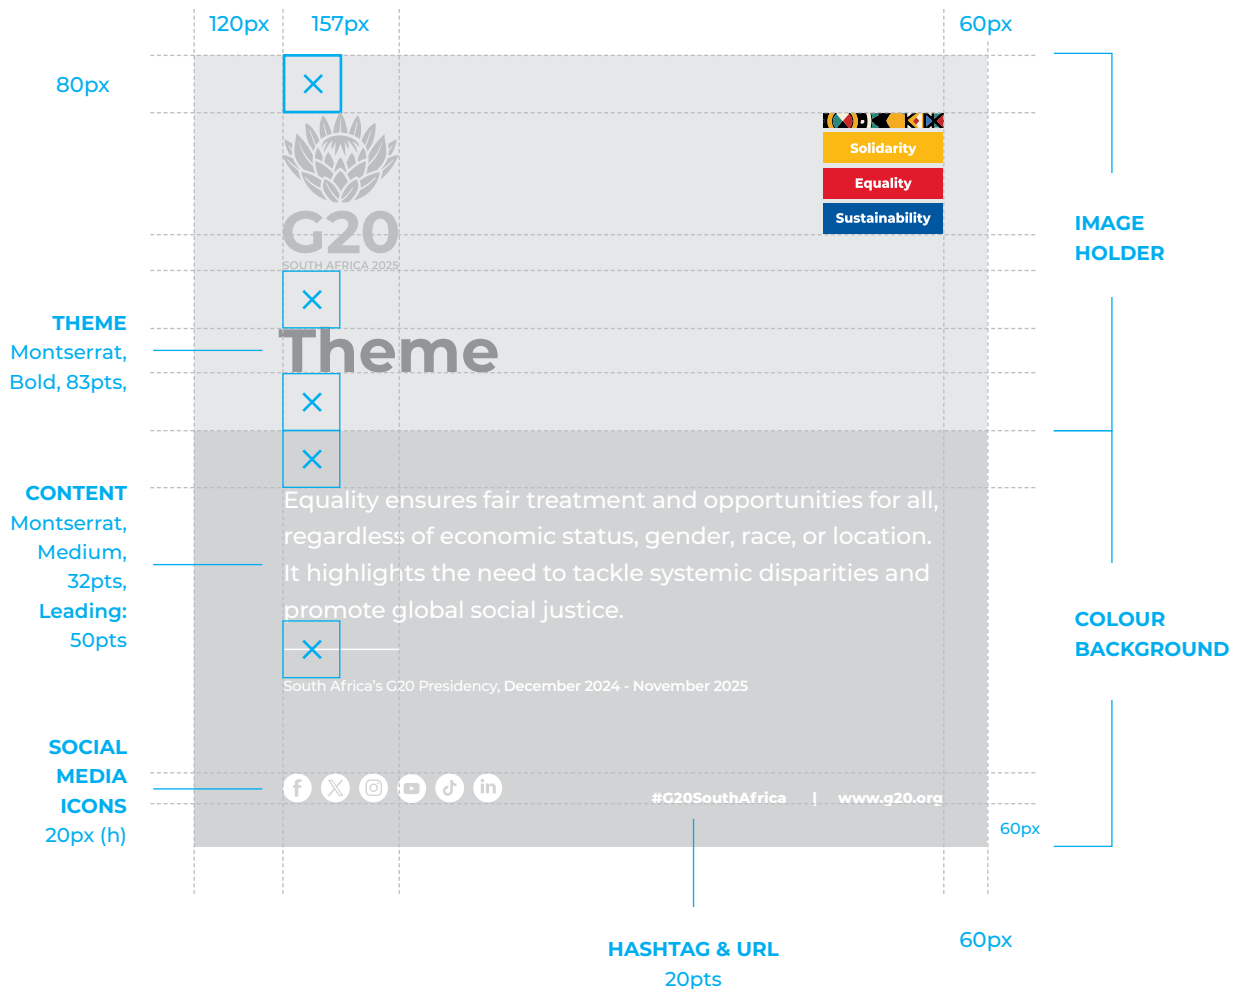 120px
157px
60px
80px
Solidarity
Equality
Sustainability
G20
SOUTH AFRICA 2025
IMAGE
HOLDER
THEME
Montserrat,
Bold, 83pts,
Theme
CONTENT
Montserrat,
Medium,
32pts,
Leading:
50pts
Equality ensures fair treatment and opportunities for all,
regardless of economic status, gender, race, or location.
It highlights the need to tackle systemic disparities and
promote global social justice.
South Africa's G20 Presidency, December 2024 - November 2025
COLOUR
BACKGROUND
SOCIAL
MEDIA
ICONS
20px (h)
#G20SouthAfrica | www.g20.org
60px
60px
HASHTAG & URL
20pts